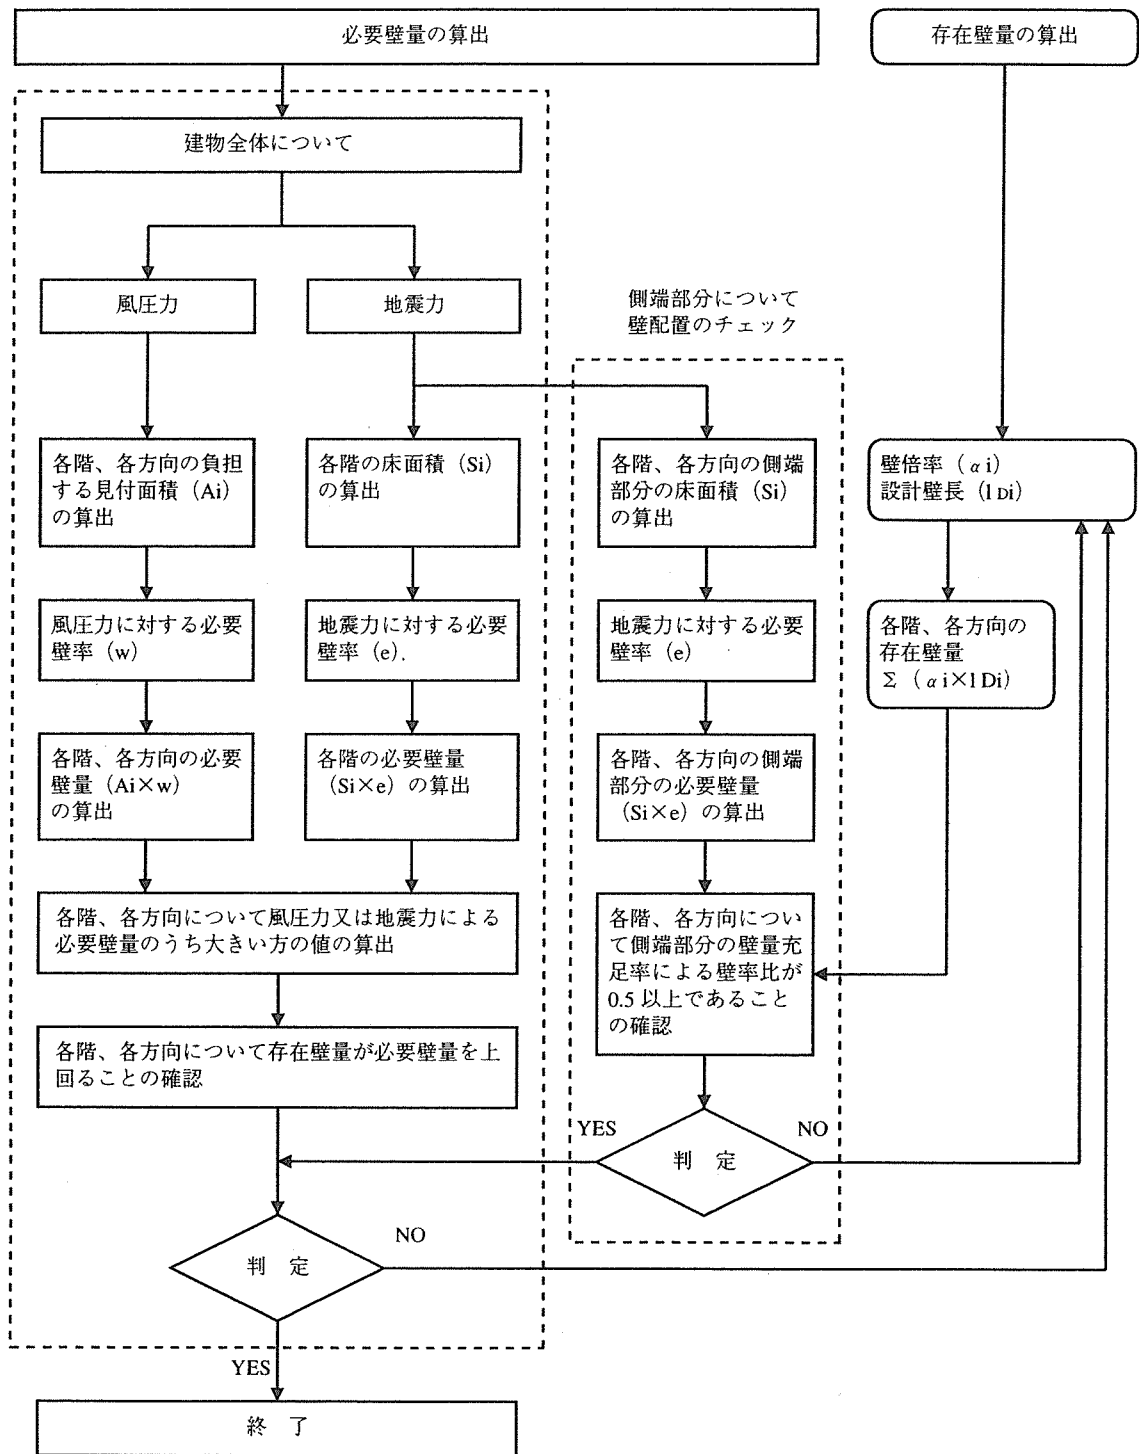 必要壁量の算出
存在壁量の算出
建物全体について
風圧力
地震力
側端部分について
壁配置のチェック
各階、各方向の負担
する見付面積（Ai）
の算出
各階の床面積（Si）
の算出
各階、各方向の側端
部分の床面積（Si）
の算出
壁倍率（αi）
設計壁長（1Di）
風圧力に対する必要
壁率（w）
地震力に対する必要
壁率（e）.
地震力に対する必要
壁率（e）
各階、各方向の
存在壁量
Σ（αi×1Di）
各階、各方向の必要
壁量（Ai×w）
の算出
各階の必要壁量
（Si×e）の算出
各階、各方向の側端
部分の必要壁量
（Si×e）の算出
各階、各方向について風圧力又は地震力による
必要壁量のうち大きい方の値の算出
各階、各方向につい
て側端部分の壁量充
足率による壁率比が
0.5以上であること
の確認
各階、各方向について存在壁量が必要壁量を上
回ることの確認
YES
判　定
NO
判　定
NO
YES
終　了